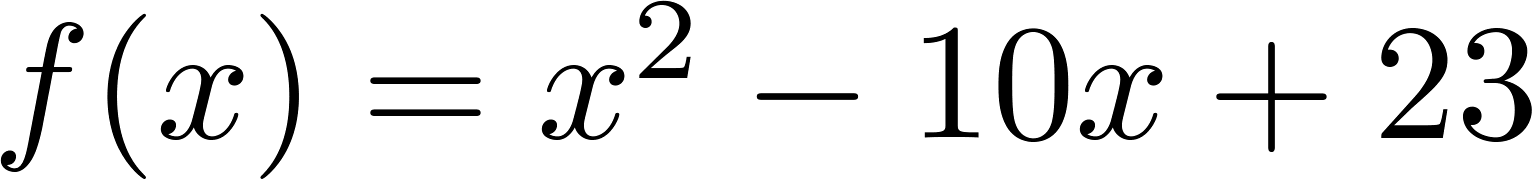 f(x) = x² − 10x + 23